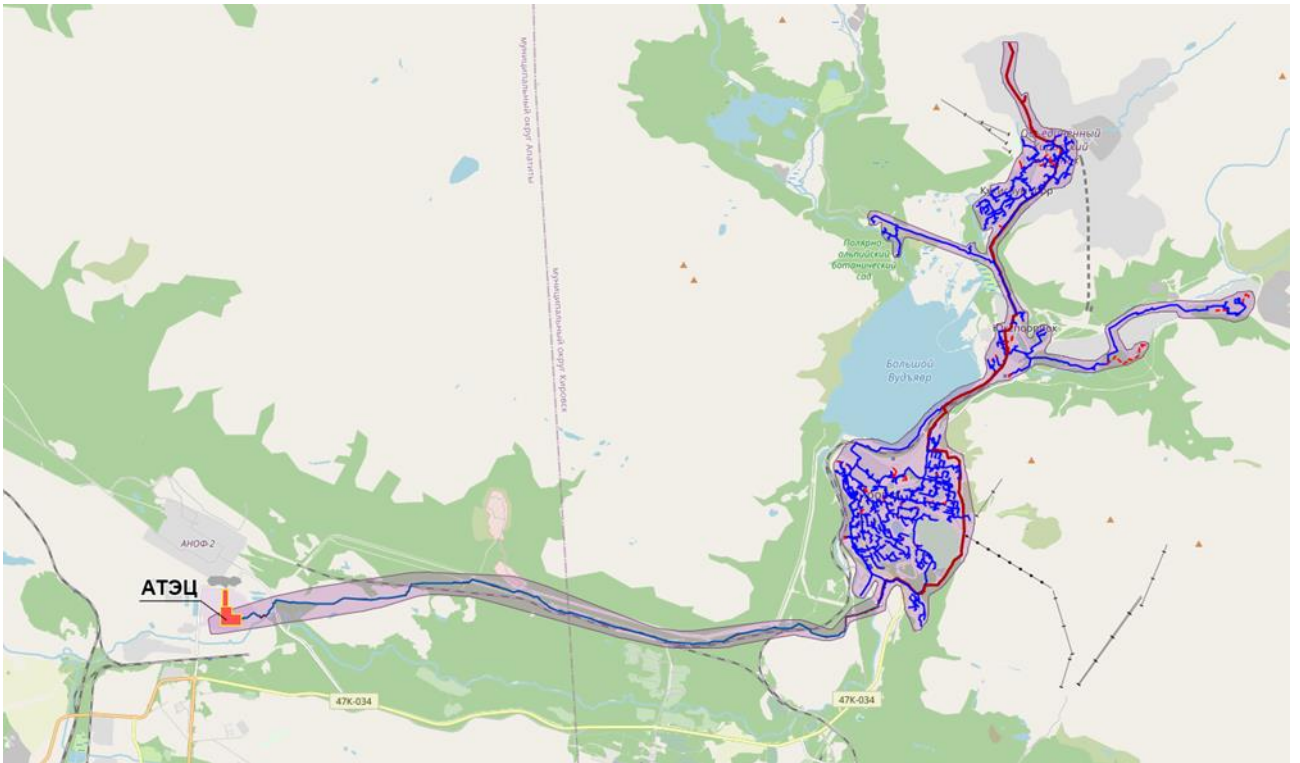 муниципальный округ Апатиты
муниципальный округ Кировск
Полярно-
альпийский
ботанический
сад
Большой
Вудъявр
АНОФ-2
АТЭЦ
47К-034
47К-034